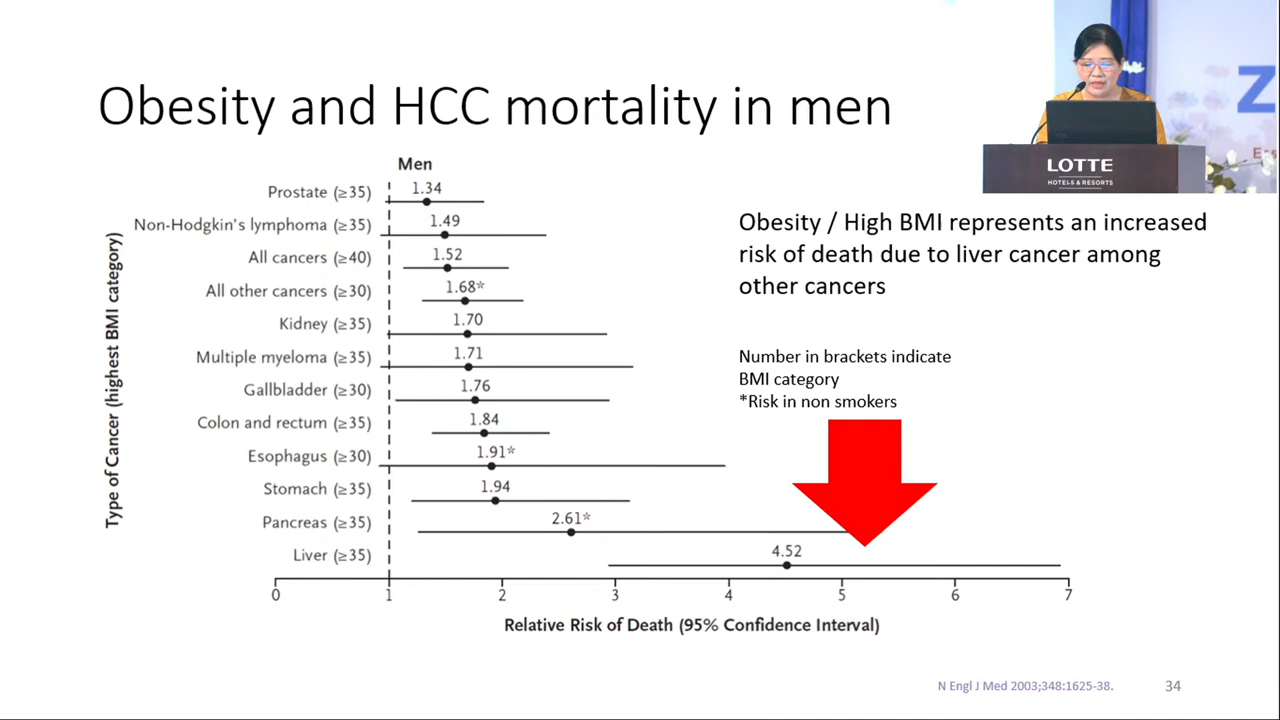 Obesity and HCC mortality in men
LOTTE
HOTELS & RESORTS
Z
Men
Prostate (≥35) 1.34
Non-Hodgkin's lymphoma (≥35) 1.49
All cancers (≥40) 1.52
All other cancers (≥30) 1.68*
Kidney (≥35) 1.70
Multiple myeloma (≥35) 1.71
Gallbladder (≥30) 1.76
Colon and rectum (≥35) 1.84
Esophagus (≥30) 1.91*
Stomach (≥35) 1.94
Pancreas (≥35) 2.61*
Liver (≥35) 4.52
Type of Cancer (highest BMI category)
0 1 2 3 4 5 6 7
Relative Risk of Death (95% Confidence Interval)
Obesity / High BMI represents an increased
risk of death due to liver cancer among
other cancers
Number in brackets indicate
BMI category
*Risk in non smokers
N Engl J Med 2003;348:1625-38.
34